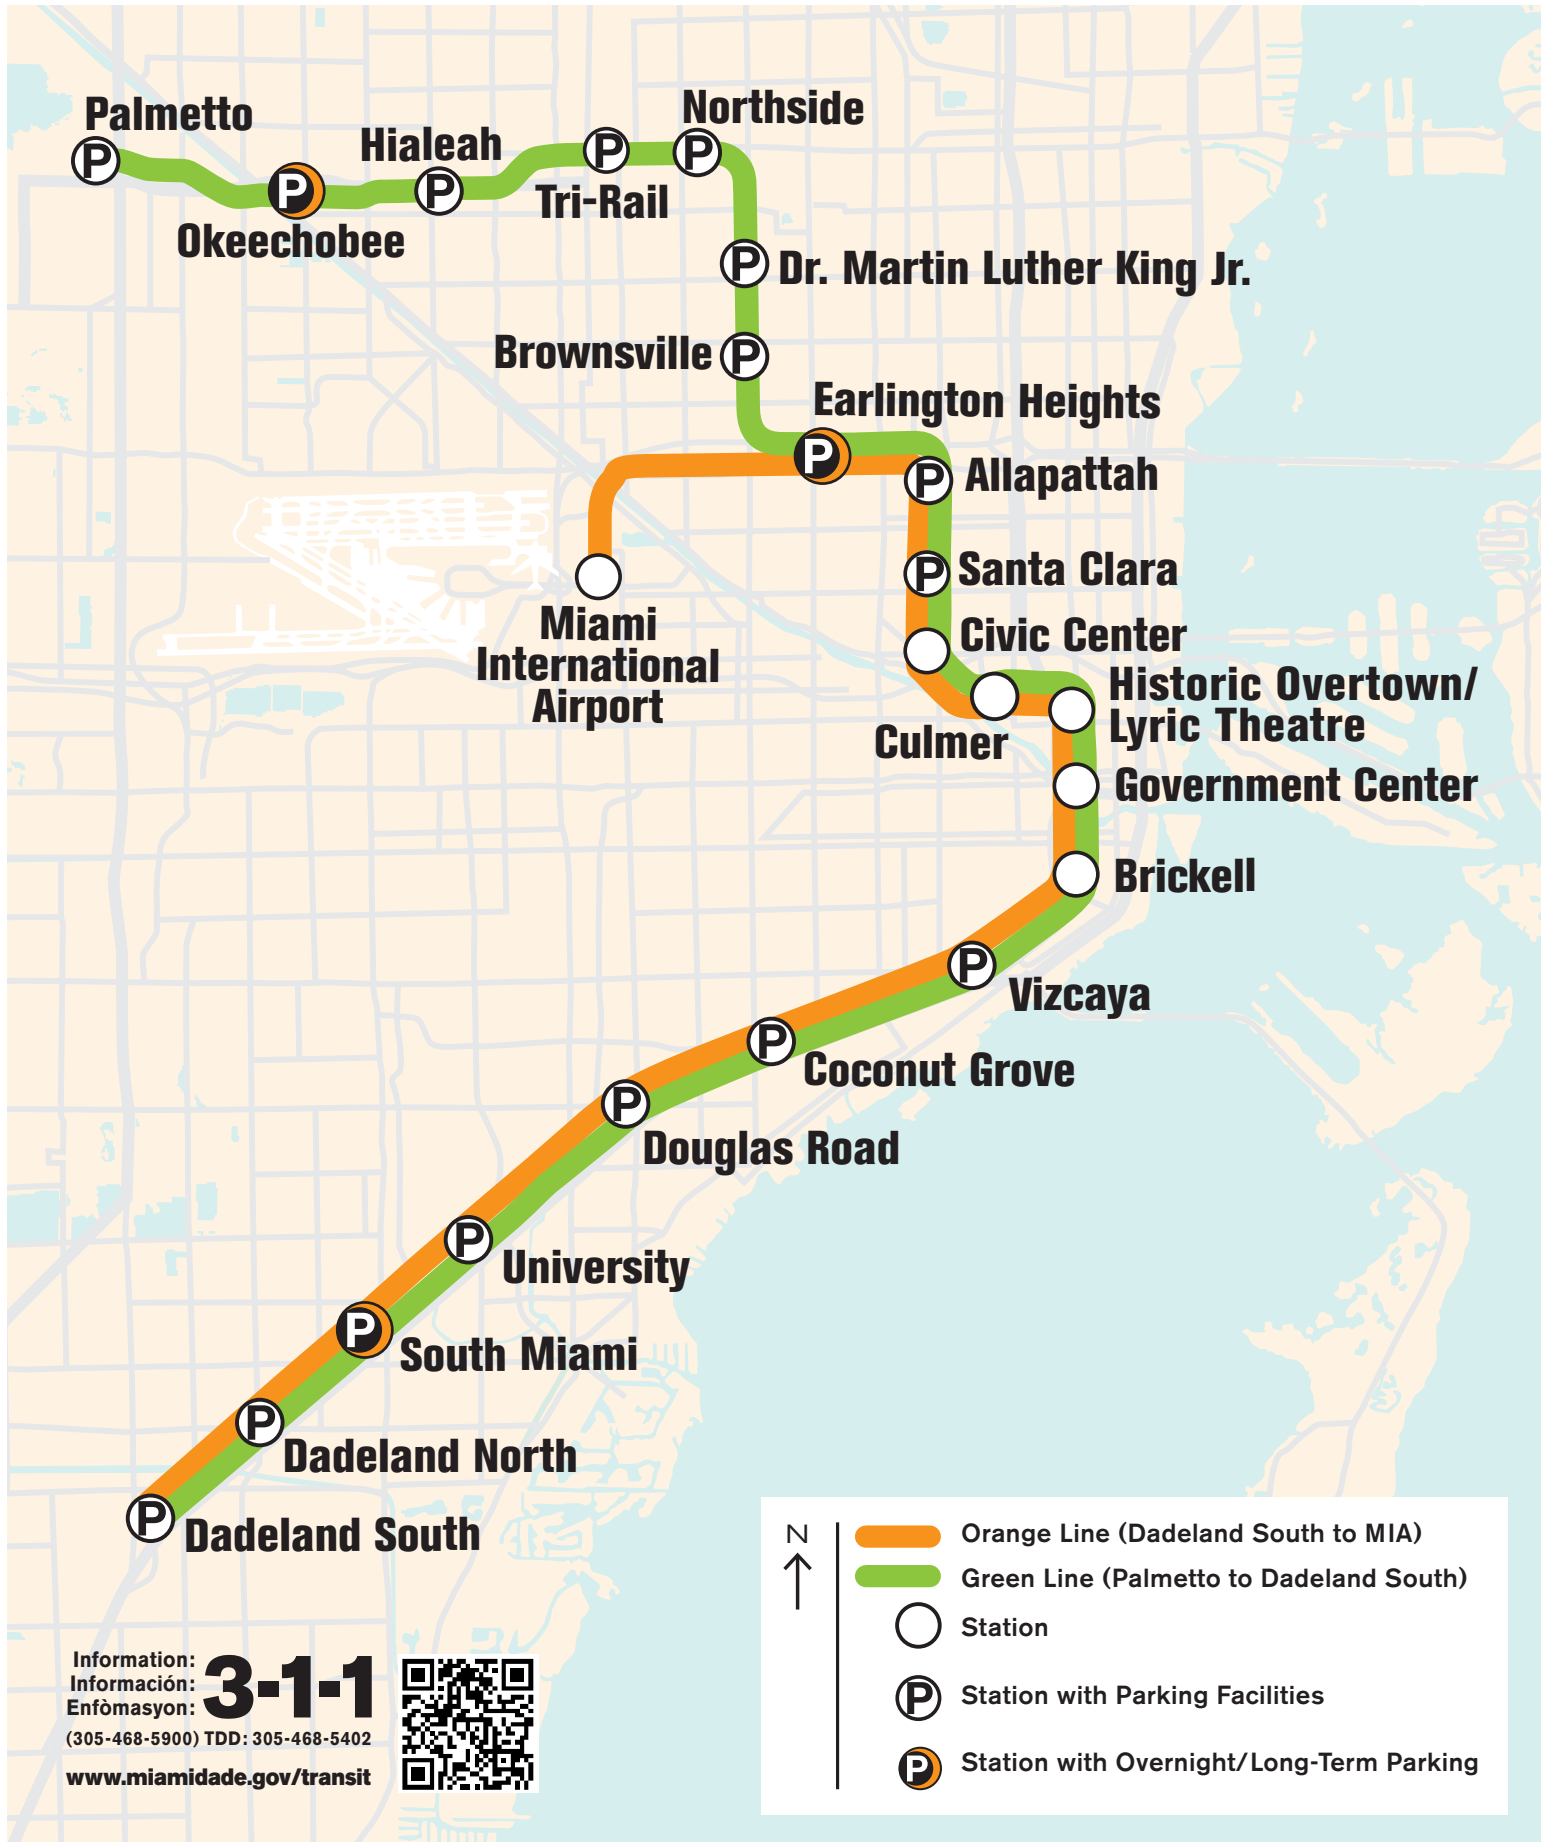 Palmetto
P
Okeechobee
P
Hialeah
P
Tri-Rail
P
Northside
P
Dr. Martin Luther King Jr.
P
Brownsville
P
Earlington Heights
P
Allapattah
P
Santa Clara
P
Civic Center
Miami
International
Airport
Culmer
Historic Overtown/
Lyric Theatre
Government Center
Brickell
Vizcaya
P
Coconut Grove
P
Douglas Road
P
University
P
South Miami
P
Dadeland North
P
Dadeland South
P
N
Orange Line (Dadeland South to MIA)
Green Line (Palmetto to Dadeland South)
Station
P
Station with Parking Facilities
P
Station with Overnight/Long-Term Parking
Information:
Información:
Enfòmasyon:
3-1-1
(305-468-5900) TDD: 305-468-5402
www.miamidade.gov/transit